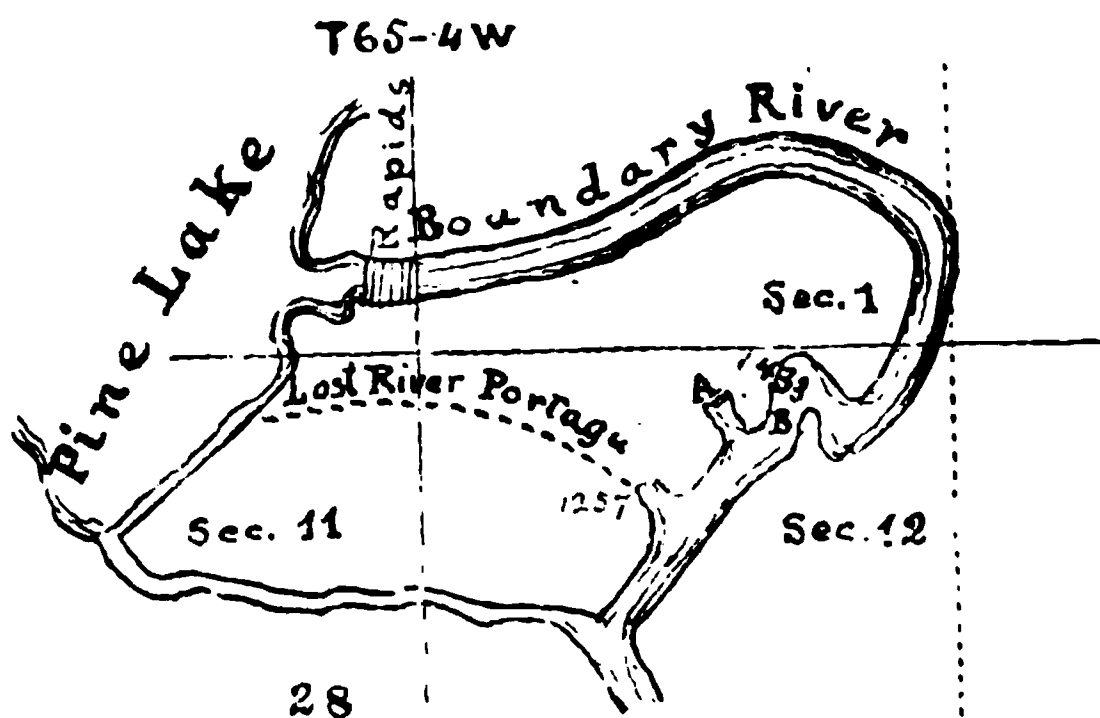 T65-4W
Pine Lake
Rapids
Boundary River
Sec. 1
Lost River Portage
A
B
1257
Sec. 11
Sec. 12
28